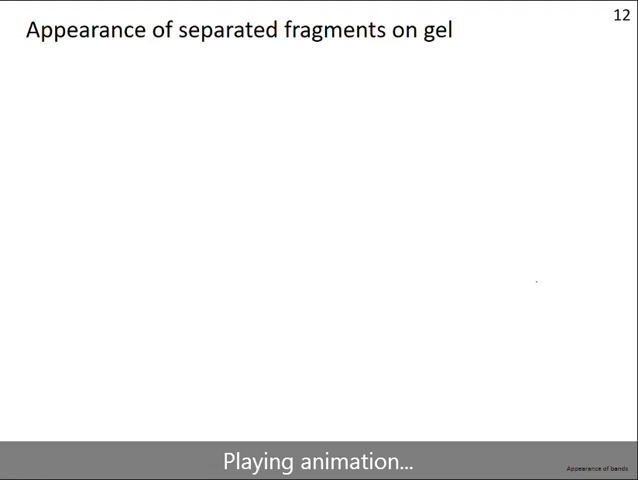 12
Appearance of separated fragments on gel
Playing animation...
Appearance of bands